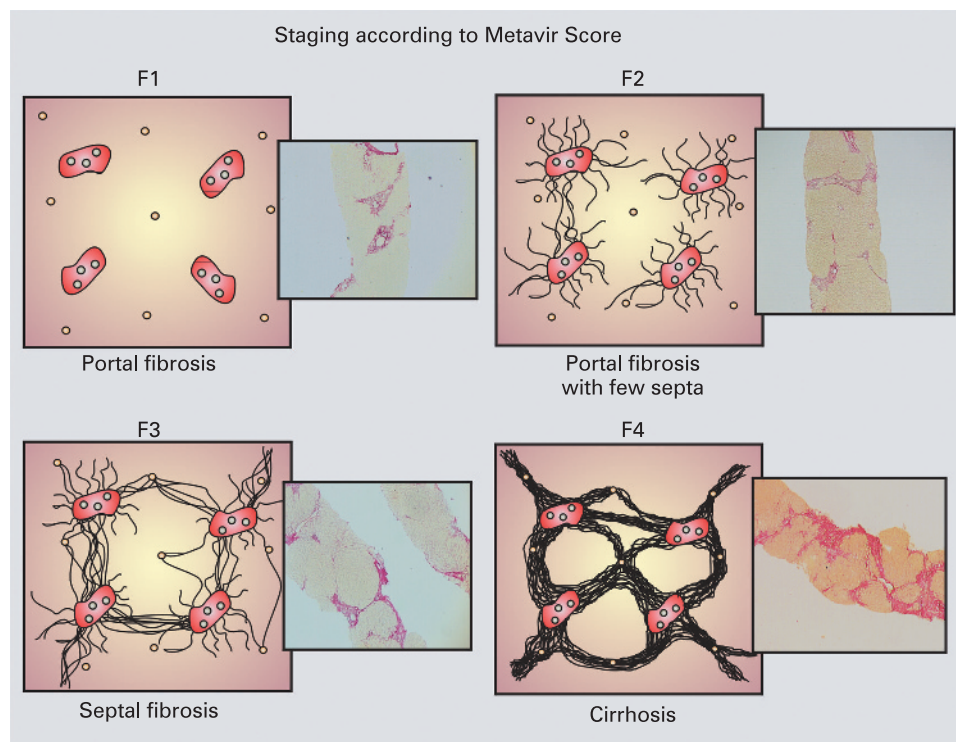 Staging according to Metavir Score
F1
F2
Portal fibrosis
Portal fibrosis
with few septa
F3
F4
Septal fibrosis
Cirrhosis